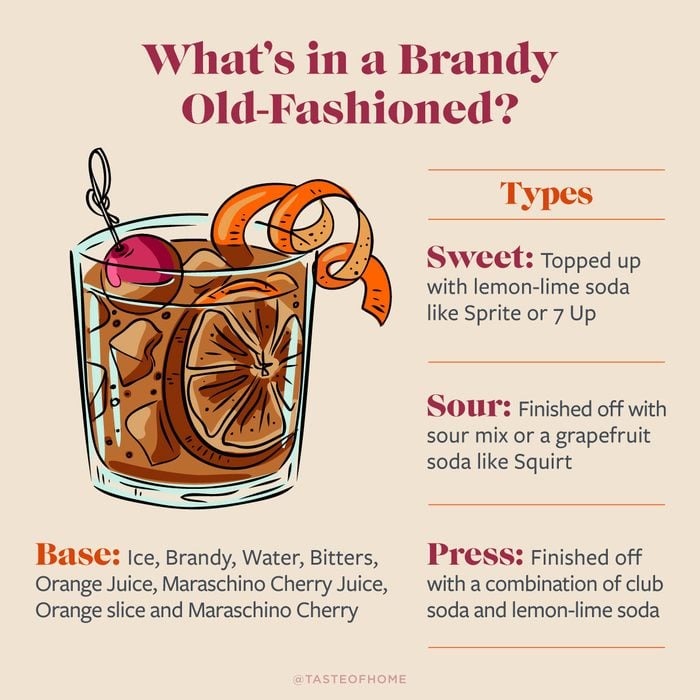 What's in a Brandy
Old-Fashioned?
Types
Sweet: Topped up
with lemon-lime soda
like Sprite or 7 Up
Sour: Finished off with
sour mix or a grapefruit
soda like Squirt
Base: Ice, Brandy, Water, Bitters,
Orange Juice, Maraschino Cherry Juice,
Orange slice and Maraschino Cherry
Press: Finished off
with a combination of club
soda and lemon-lime soda
@TASTEOFHOME